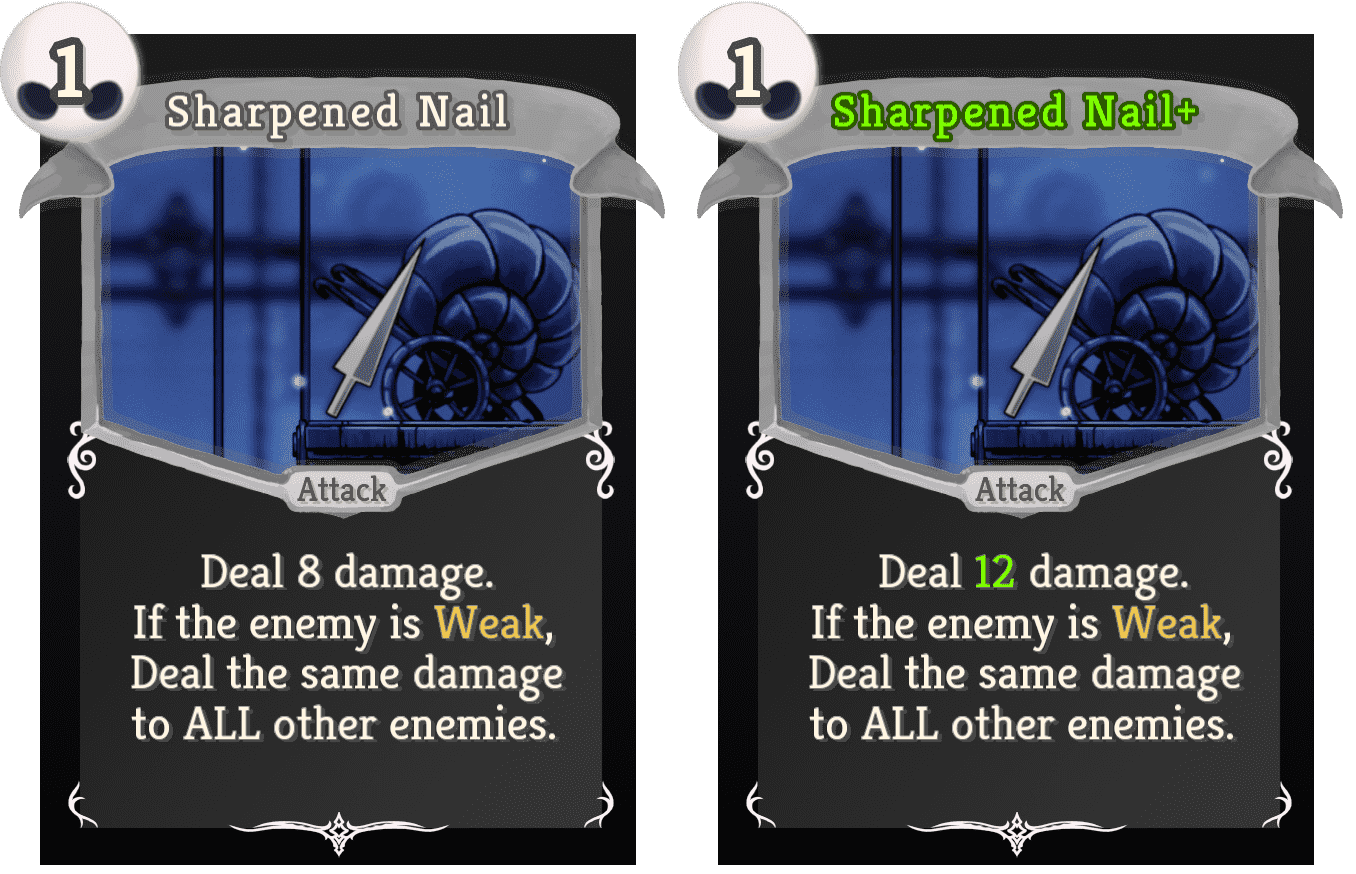 1
Sharpened Nail
Attack
Deal 8 damage.
If the enemy is Weak,
Deal the same damage
to ALL other enemies.
1
Sharpened Nail+
Attack
Deal 12 damage.
If the enemy is Weak,
Deal the same damage
to ALL other enemies.